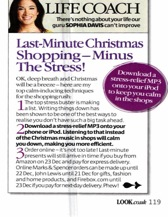 LIFE COACH
There's nothing about your life our
guru SOPHIA DAVIS can't improve
Last-Minute Christmas
Shopping – Minus
The Stress!
OK, deep breath and Christmas
will be a breeze – here are my
top calm-inducing techniques
for the shopping rush:
1 The top stress buster is making
a list. Writing things down has
been shown to be one of the best ways to
realise you don't have such a big task ahead.
2 Download a stress-relief MP3 onto your
phone or iPod. Listening to that instead
of the Christmas music in shops will calm
you down, making you more efficient.
3 Order online – it's not too late! Last-minute
presents will still arrive in time if you buy from
Amazon on 23 Dec and pay for express delivery.
Online Marks & Spencer orders can be made up until
22 Dec, John Lewis until 21 Dec for gifts, fashion
and home products, and Firebox.com until
23 Dec if you pay for next day delivery. Phew!
Download a
stress-relief MP3
onto your iPod
to keep you calm
in the shops
LOOK.co.uk 119